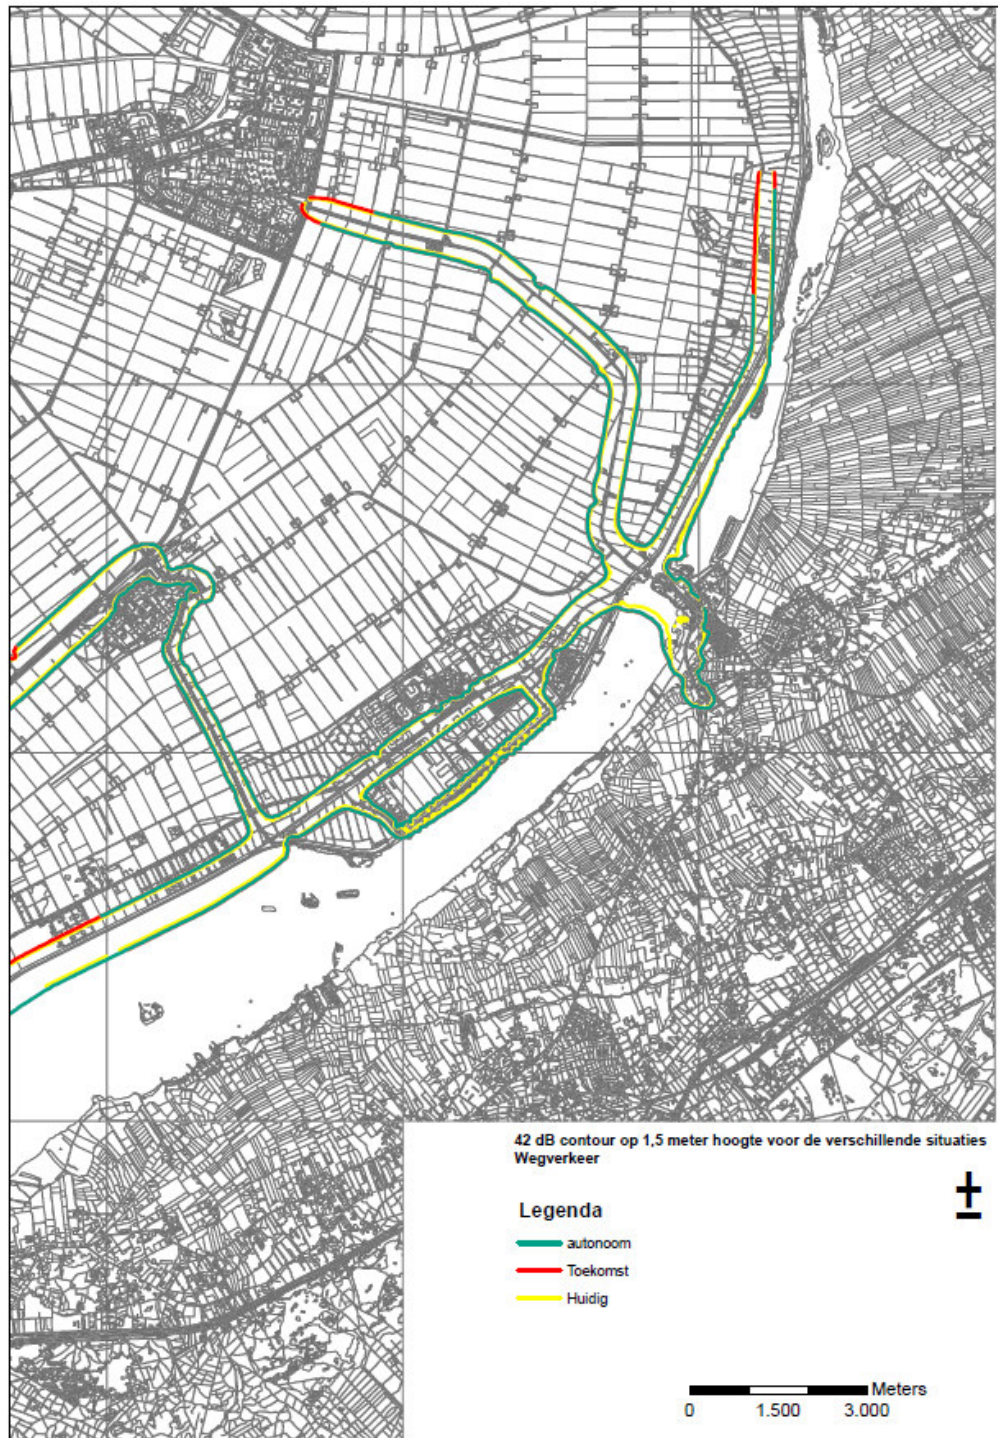 42 dB contour op 1,5 meter hoogte voor de verschillende situaties
Wegverkeer
Legenda
autonoom
Toekomst
Huidig
Meters
0 1.500 3.000